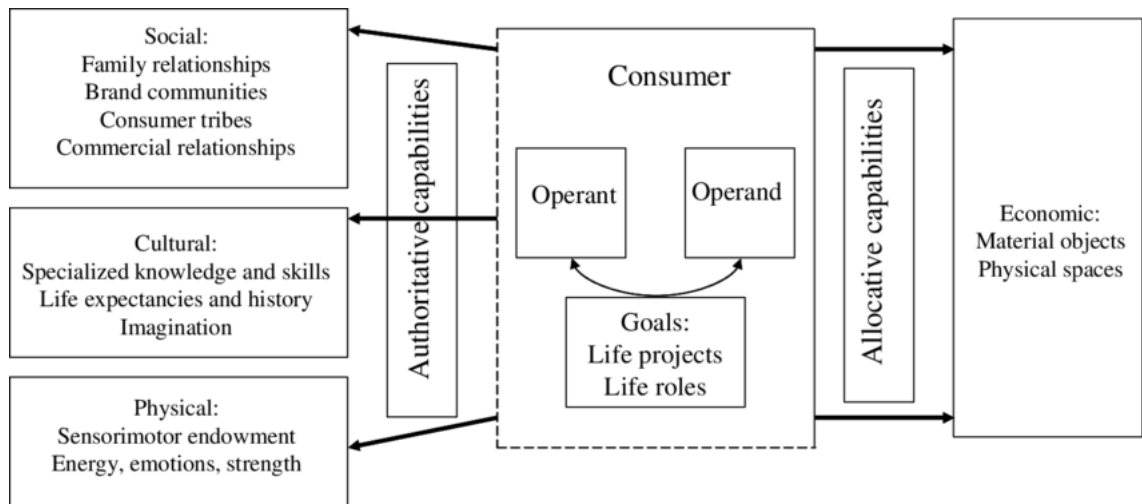 Social:
Family relationships
Brand communities
Consumer tribes
Commercial relationships
Cultural:
Specialized knowledge and skills
Life expectancies and history
Imagination
Physical:
Sensorimotor endowment
Energy, emotions, strength
Authoritative capabilities
Consumer
Operant
Operand
Goals:
Life projects
Life roles
Allocative capabilities
Economic:
Material objects
Physical spaces